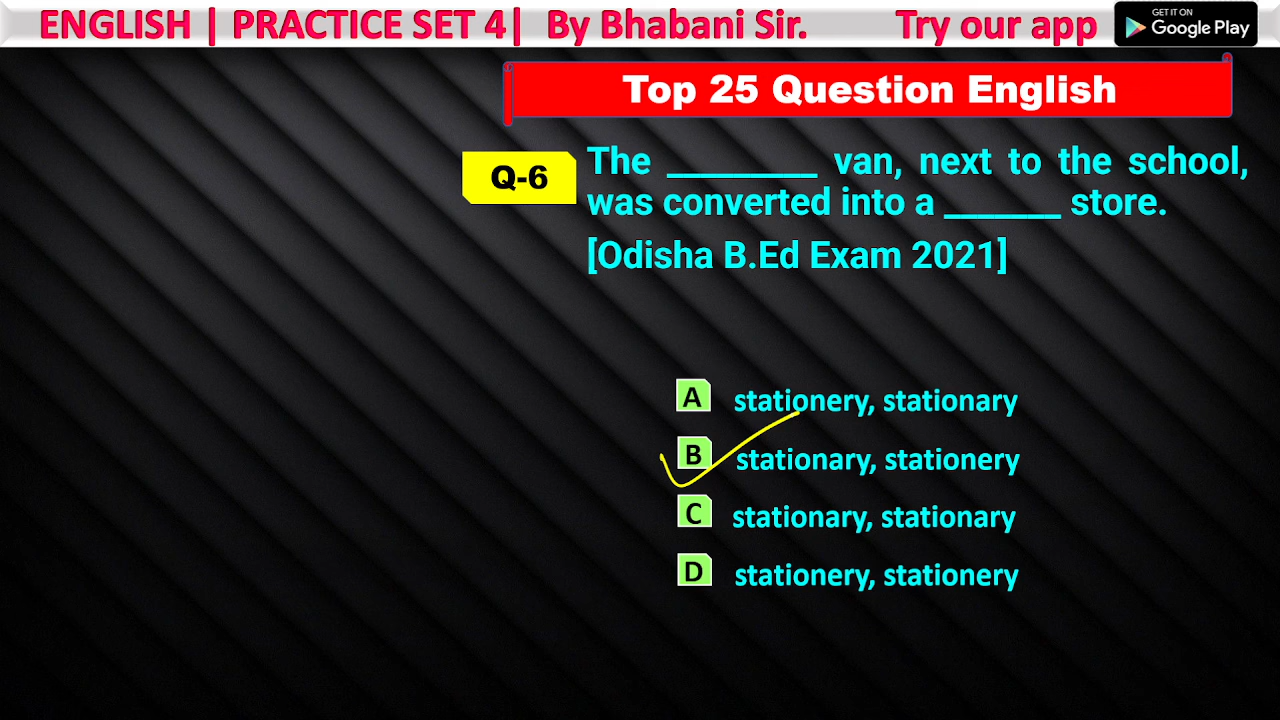 ENGLISH | PRACTICE SET 4| By Bhabani Sir. Try our app
GET IT ON
Google Play
Top 25 Question English
Q-6
The _________ van, next to the school,
was converted into a _______ store.
[Odisha B.Ed Exam 2021]
A stationery, stationary
B stationary, stationery
C stationary, stationary
D stationery, stationery